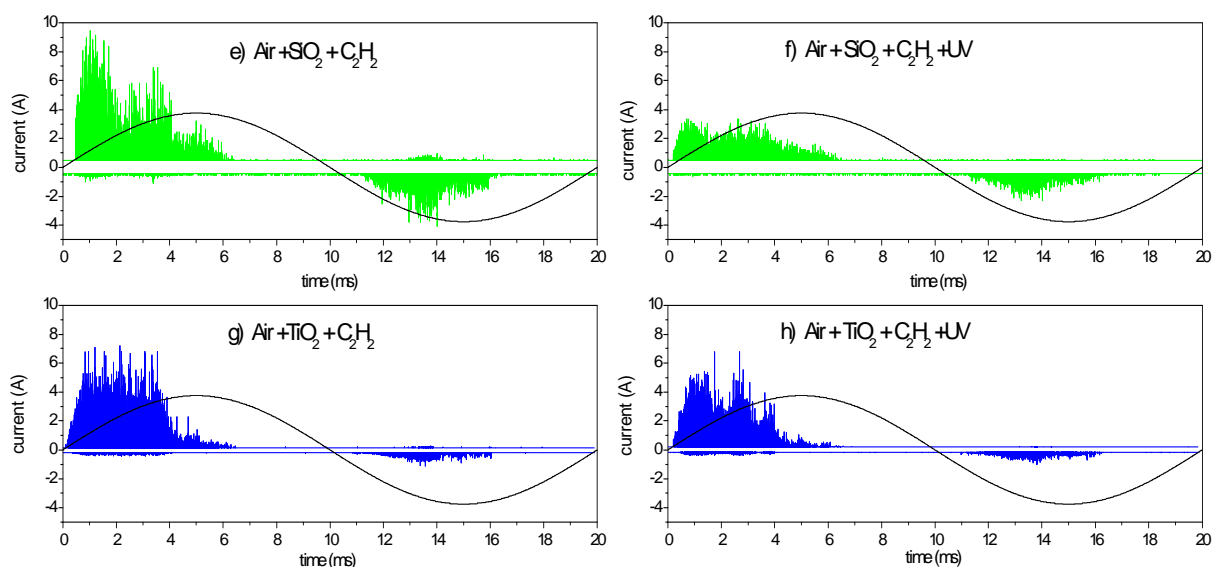 e) Air + SiO2 + C2H2
10
8
6
4
2
0
-2
-4
current (A)
0 2 4 6 8 10 12 14 16 18 20
time (ms)
f) Air + SiO2 + C2H2 + UV
10
8
6
4
2
0
-2
-4
current (A)
0 2 4 6 8 10 12 14 16 18 20
time (ms)
g) Air + TiO2 + C2H2
10
8
6
4
2
0
-2
-4
current (A)
0 2 4 6 8 10 12 14 16 18 20
time (ms)
h) Air + TiO2 + C2H2 + UV
10
8
6
4
2
0
-2
-4
current (A)
0 2 4 6 8 10 12 14 16 18 20
time (ms)